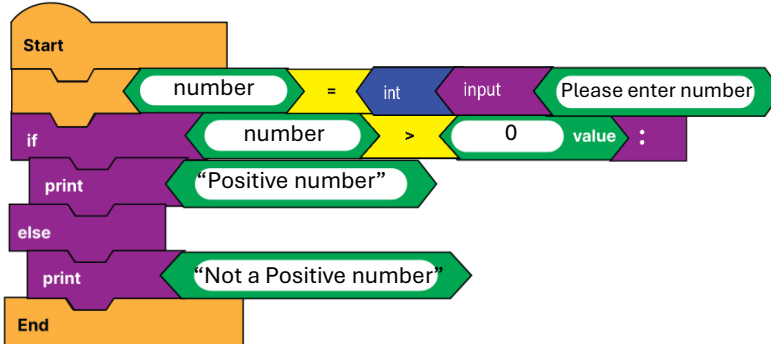 Start
number = int input Please enter number
if number > 0 value :
print “Positive number”
else
print “Not a Positive number”
End